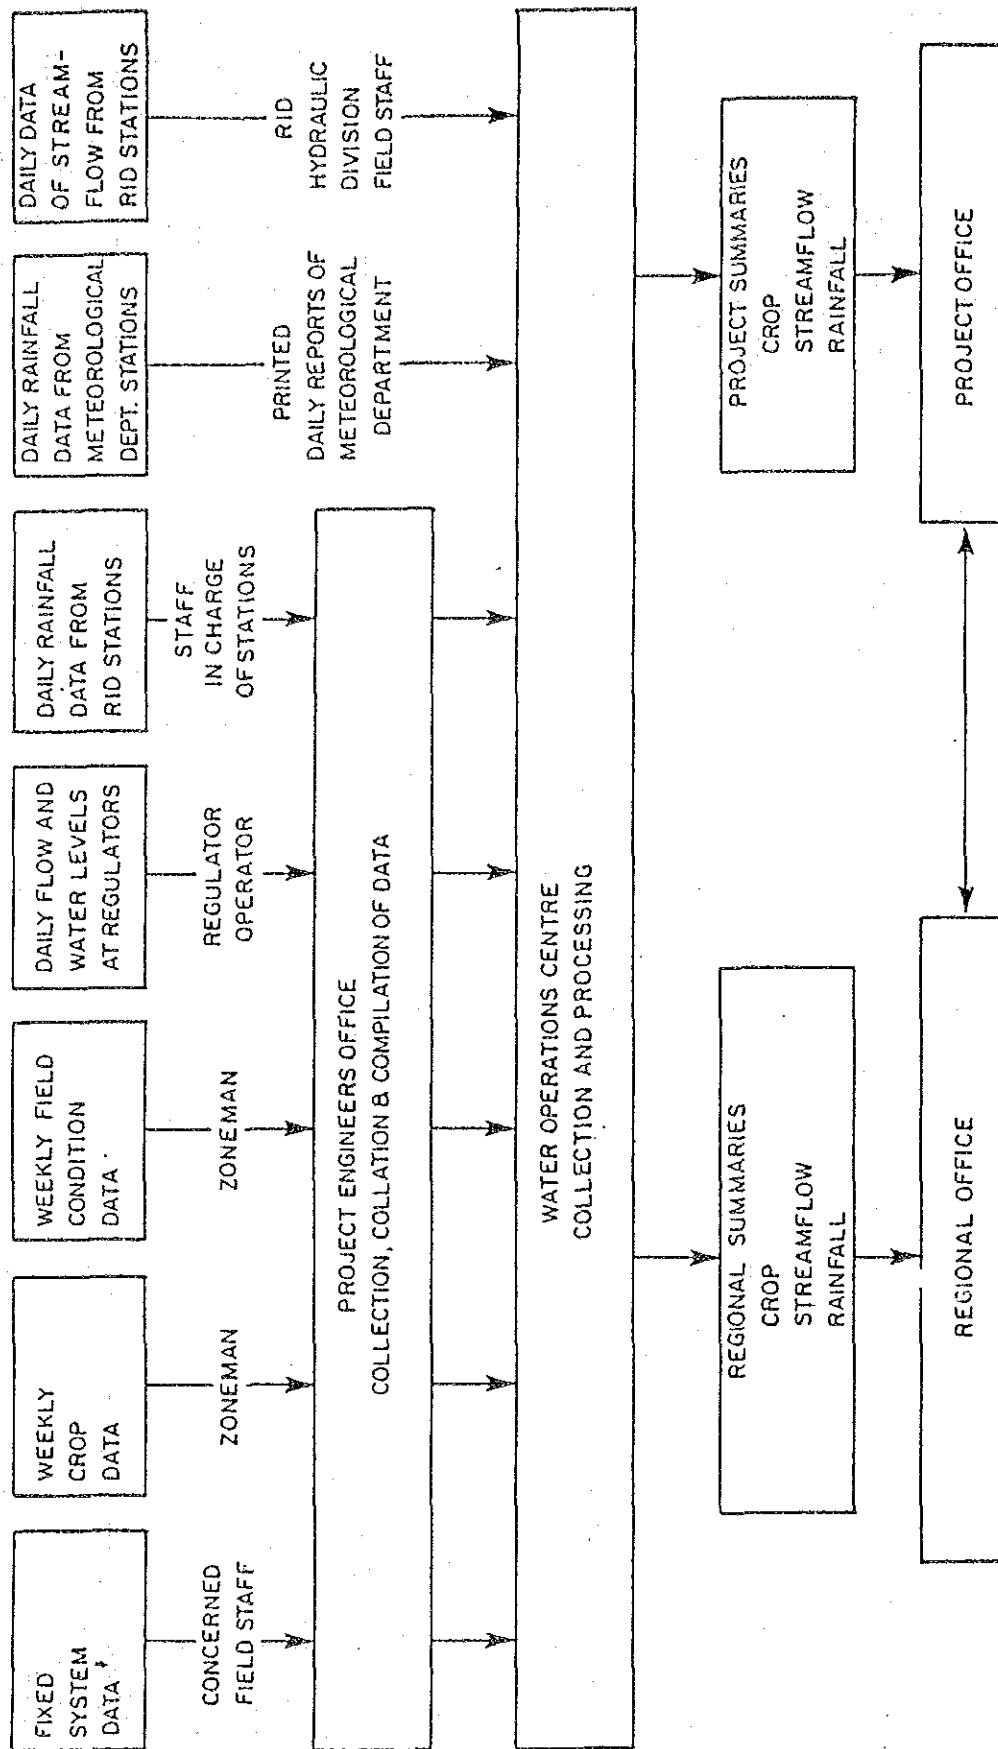 FIXED
SYSTEM
DATA
WEEKLY
CROP
DATA
WEEKLY FIELD
CONDITION
DATA
DAILY FLOW AND
WATER LEVELS
AT REGULATORS
DAILY RAINFALL
DATA FROM
RID STATIONS
DAILY RAINFALL
DATA FROM
METEOROLOGICAL
DEPT. STATIONS
DAILY DATA
OF STREAM-
FLOW FROM
RID STATIONS
CONCERNED
FIELD STAFF
ZONEMAN
ZONEMAN
REGULATOR
OPERATOR
STAFF
IN CHARGE
OF STATIONS
PRINTED
DAILY REPORTS OF
METEOROLOGICAL
DEPARTMENT
RID
HYDRAULIC
DIVISION
FIELD STAFF
PROJECT ENGINEERS OFFICE
COLLECTION, COLLATION & COMPILATION OF DATA
WATER OPERATIONS CENTRE
COLLECTION AND PROCESSING
REGIONAL SUMMARIES
CROP
STREAMFLOW
RAINFALL
PROJECT SUMMARIES
CROP
STREAMFLOW
RAINFALL
REGIONAL OFFICE
PROJECT OFFICE